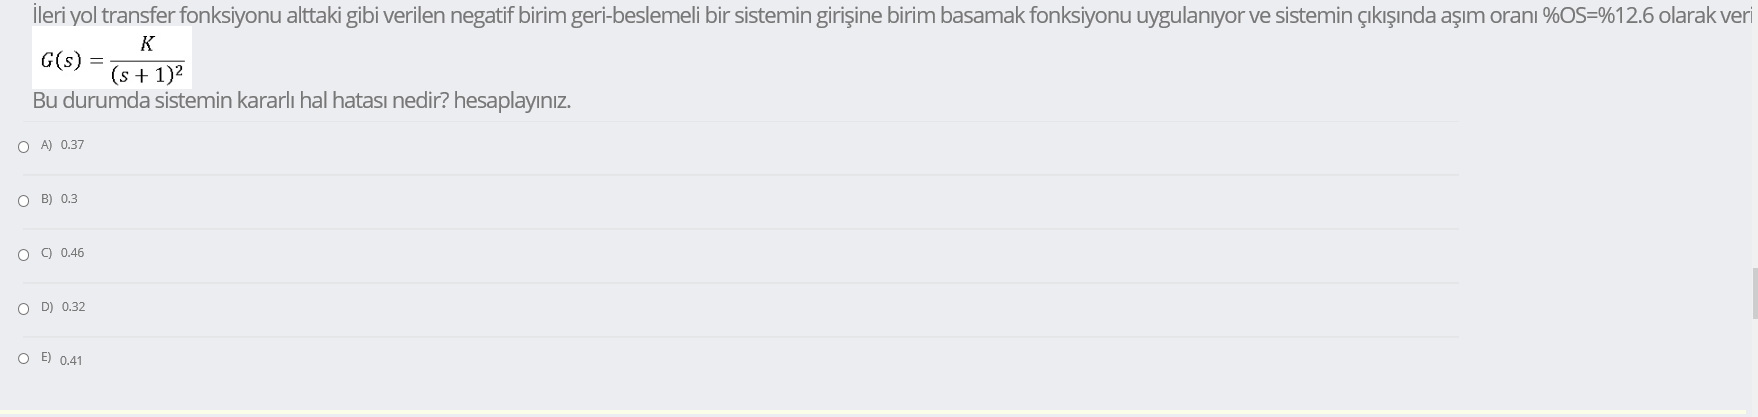 İleri yol transfer fonksiyonu alttaki gibi verilen negatif birim geri-beslemeli bir sistemin girişine birim basamak fonksiyonu uygulanıyor ve sistemin çıkışında aşım oranı %OS=%12.6 olarak
G(s) = K / (s + 1)²
Bu durumda sistemin kararlı hal hatası nedir? hesaplayınız.
A) 0.37
B) 0.3
C) 0.46
D) 0.32
E) 0.41